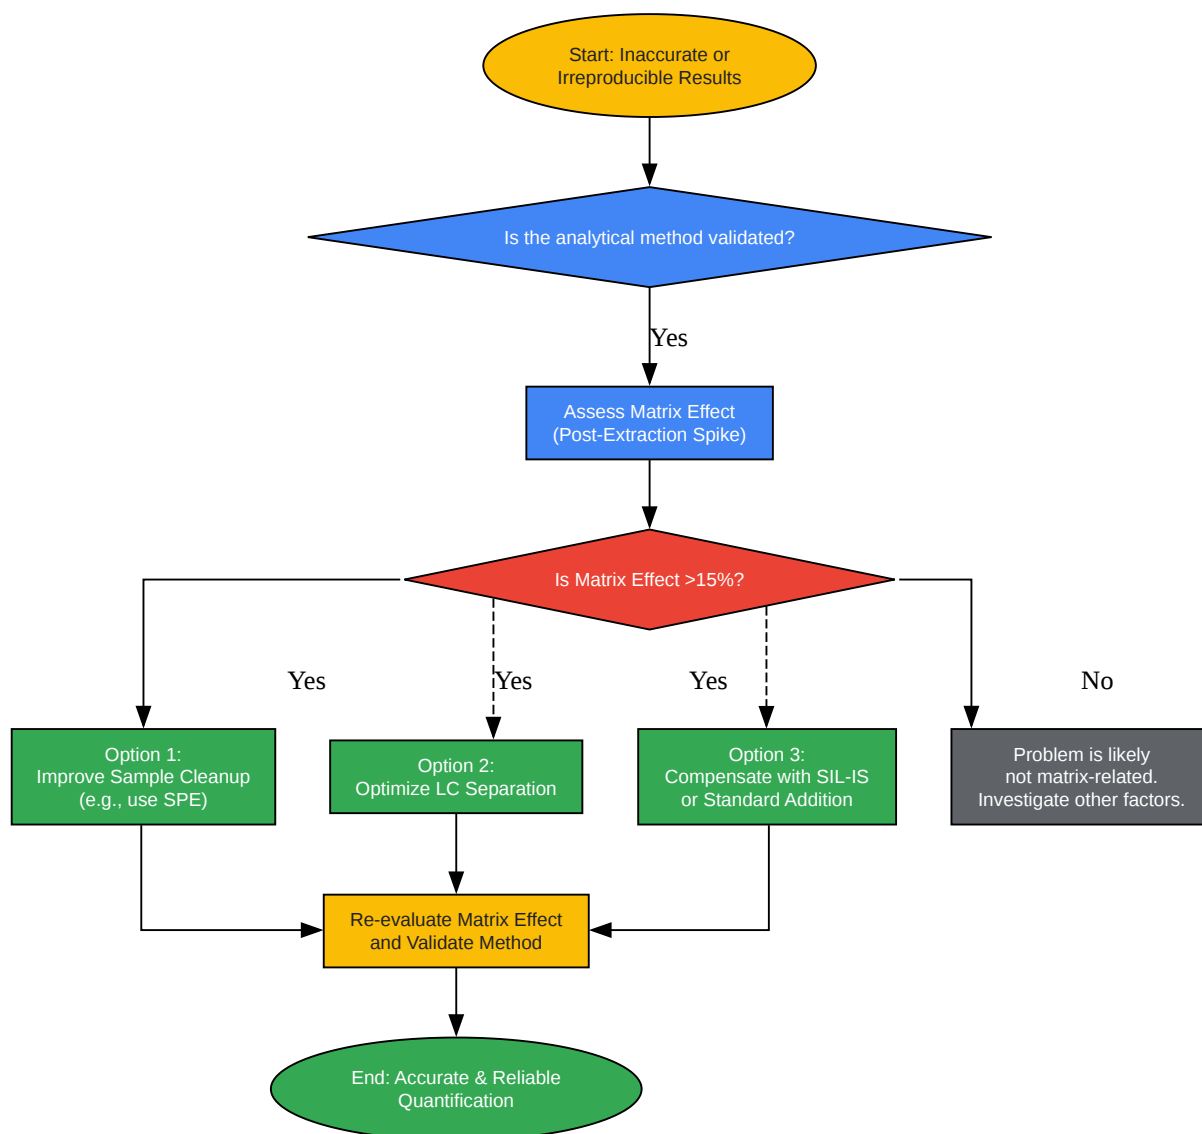 Start: Inaccurate or
Irreproducible Results
Is the analytical method validated?
Yes
Assess Matrix Effect
(Post-Extraction Spike)
Is Matrix Effect >15%?
Yes
Yes
Yes
No
Option 1:
Improve Sample Cleanup
(e.g., use SPE)
Option 2:
Optimize LC Separation
Option 3:
Compensate with SIL-IS
or Standard Addition
Problem is likely
not matrix-related.
Investigate other factors.
Re-evaluate Matrix Effect
and Validate Method
End: Accurate & Reliable
Quantification